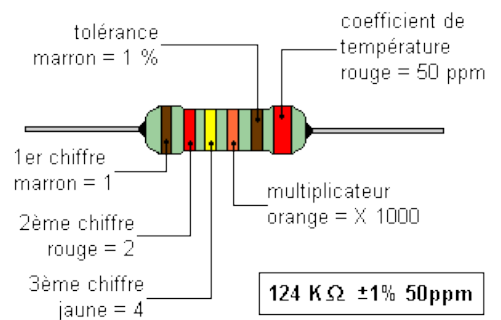 tolérance
marron = 1 %
coefficient de
température
rouge = 50 ppm
1er chiffre
marron = 1
2ème chiffre
rouge = 2
3ème chiffre
jaune = 4
multiplicateur
orange = X 1000
124 KΩ ±1% 50ppm